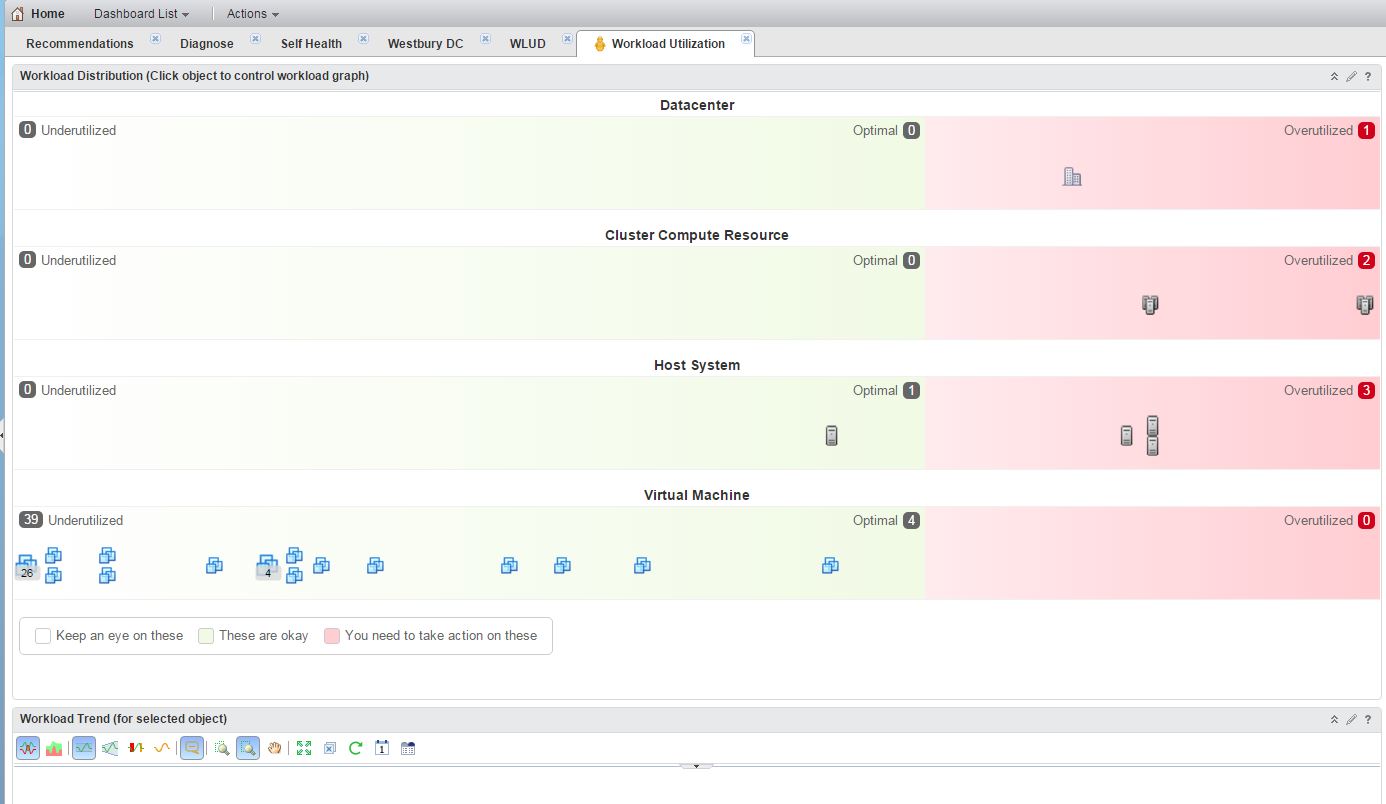 Home Dashboard List Actions
Recommendations Diagnose Self Health Westbury DC WLUD Workload Utilization
Workload Distribution (Click object to control workload graph) ?
Datacenter
0 Underutilized Optimal 0 Overutilized 1
Cluster Compute Resource
0 Underutilized Optimal 0 Overutilized 2
Host System
0 Underutilized Optimal 1 Overutilized 3
Virtual Machine
39 Underutilized Optimal 4 Overutilized 0
26 4
Keep an eye on these These are okay You need to take action on these
Workload Trend (for selected object) ?
1